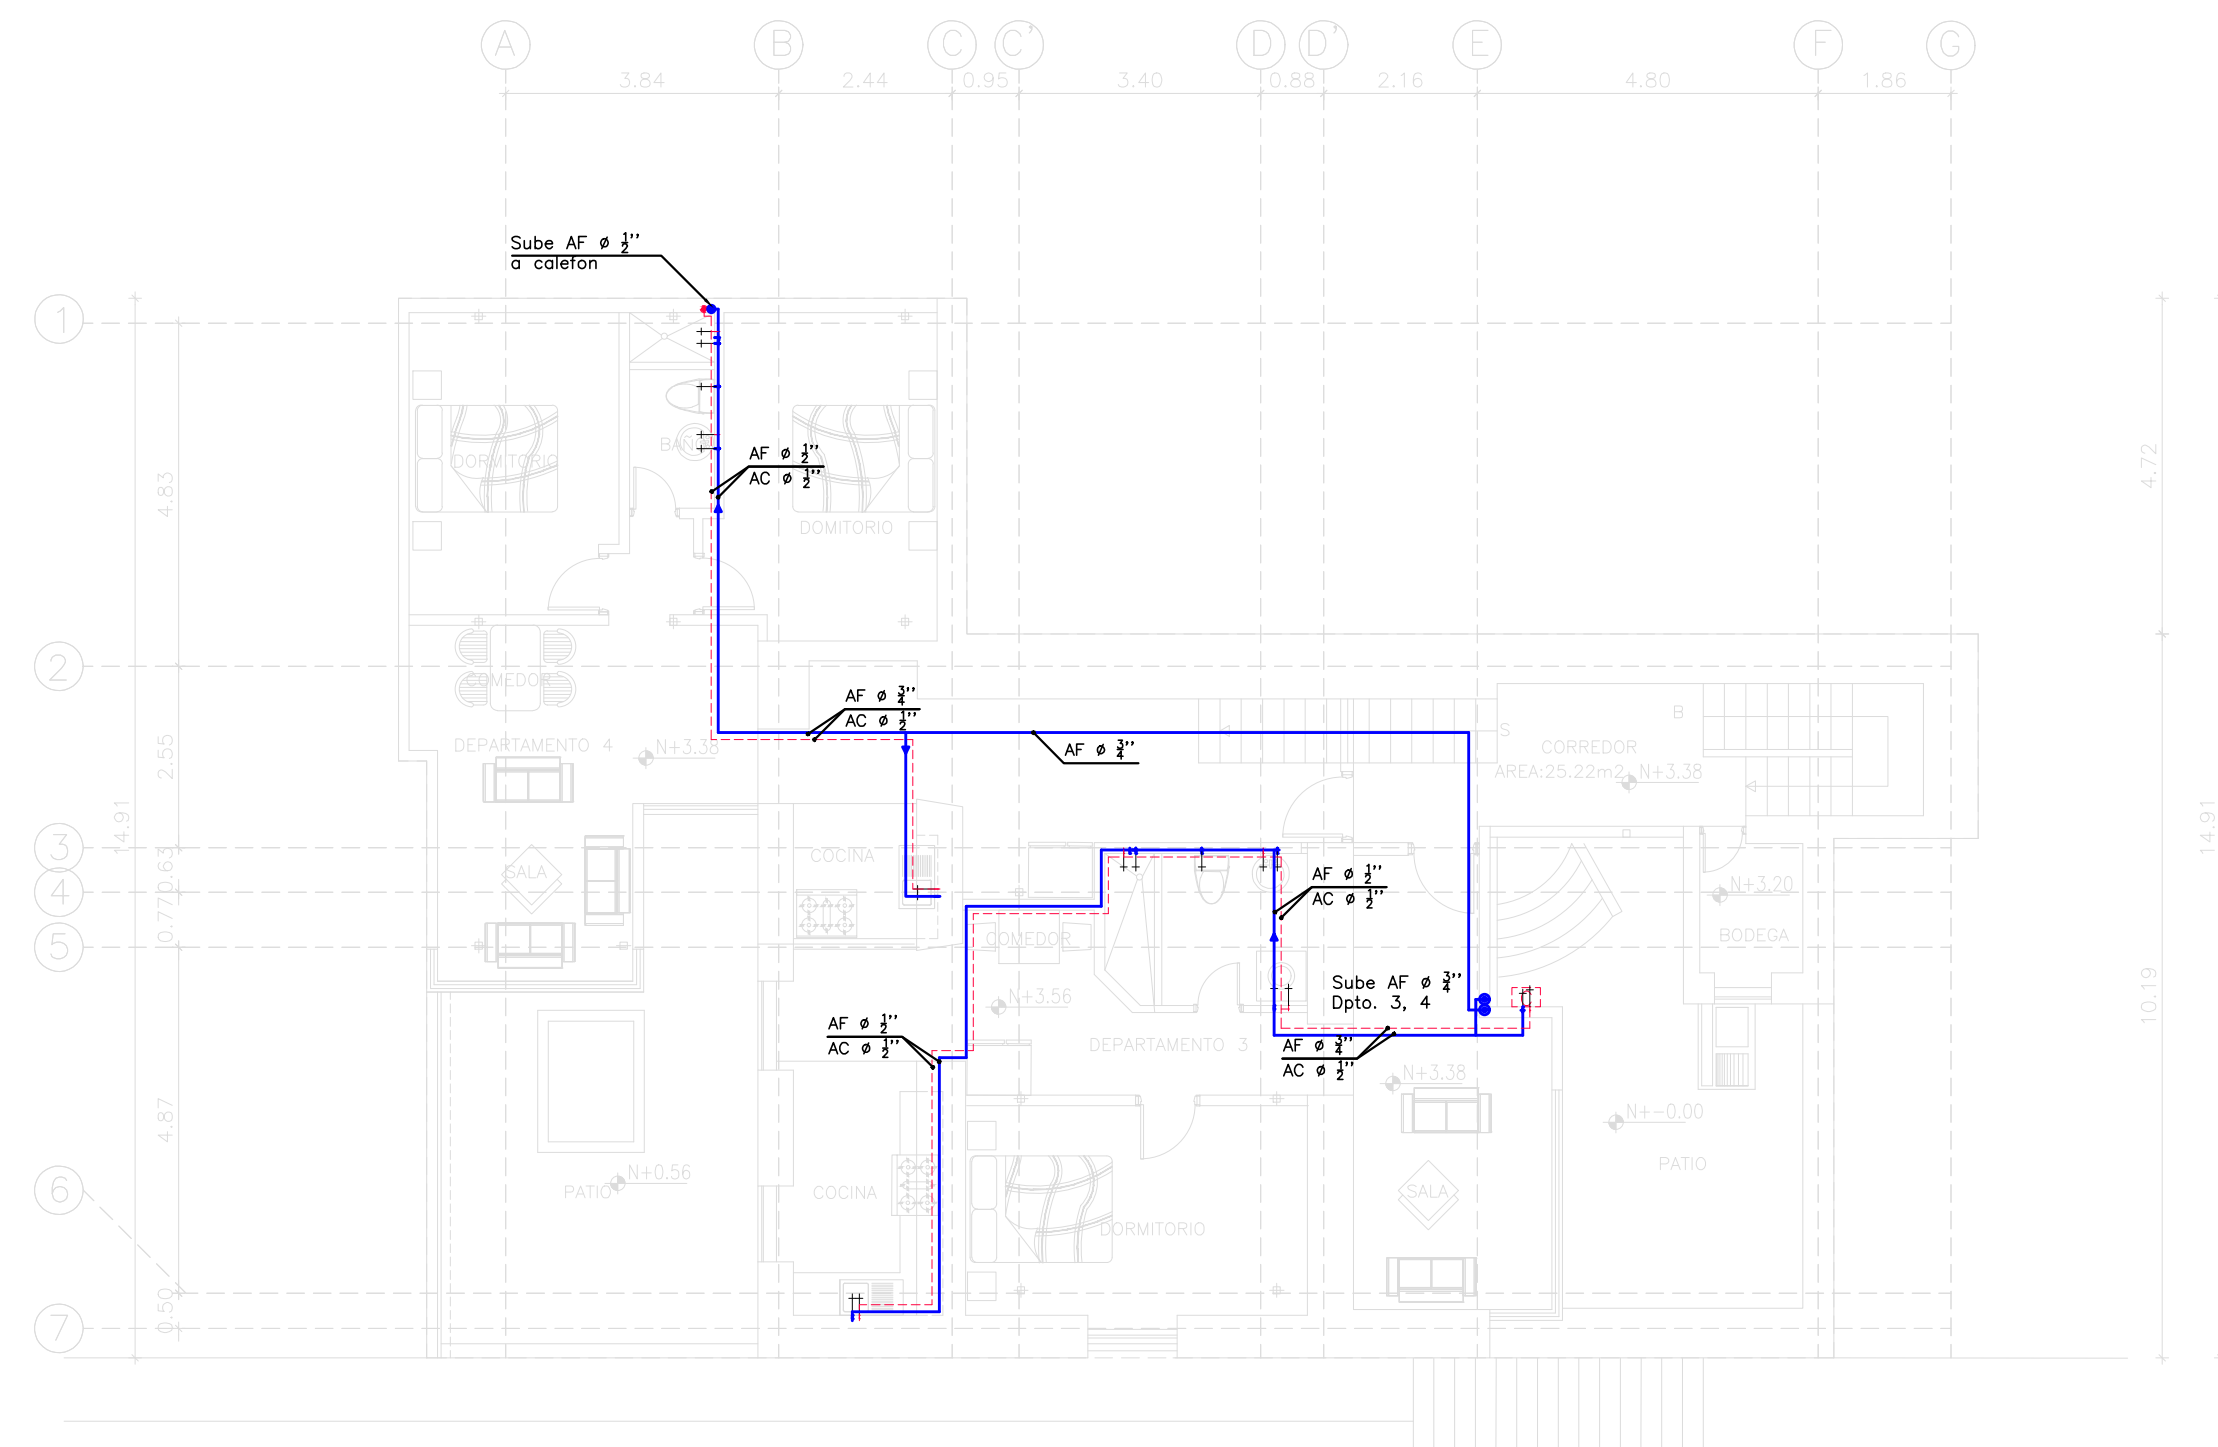 A B C C' D D' E F G
3.84 2.44 0.95 3.40 0.88 2.16 4.80 1.86
Sube AF ø 1/2''
a calefon
1
4.72
BAÑO
AF ø 1/2''
AC ø 1/2''
DORMITORIO
4.83
DOMITORIO
2
COMEDOR
AF ø 3/4''
AC ø 1/2''
B
S
DEPARTAMENTO 4
N+3.38
AF ø 3/4''
CORREDOR
AREA:25.22m2
N+3.38
2.55
14.91
14.91
3
COCINA
0.63
SALA
AF ø 1/2''
AC ø 1/2''
N+3.20
4
0.77
5
COMEDOR
BODEGA
Sube AF ø 3/4''
Dpto. 3, 4
N+3.56
10.19
AF ø 1/2''
AC ø 1/2''
DEPARTAMENTO 3
AF ø 3/4''
AC ø 1/2''
N+3.38
4.87
N+-0.00
PATIO
N+0.56
6
PATIO
COCINA
SALA
DORMITORIO
0.50
7